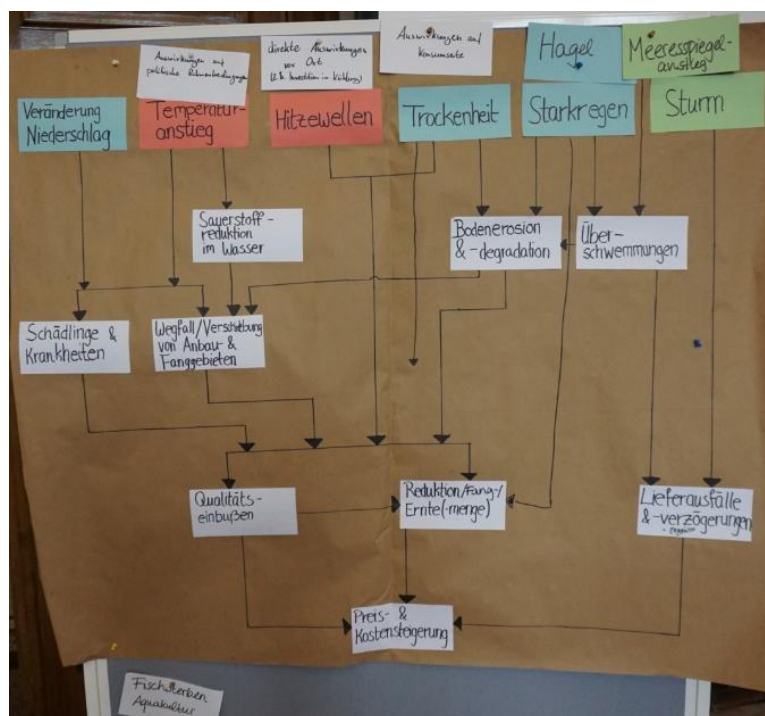 Auswirkungen auf
politische Rahmenbedingungen
direkte Auswirkungen
vor Ort
(z.B. Investition in Kühlung)
Auswirkungen auf
Konsumseite
Hagel
Meeresspiegel-
anstieg
Veränderung
Niederschlag
Temperatur-
anstieg
Hitzewellen
Trockenheit
Starkregen
Sturm
Sauerstoff-
reduktion
im Wasser
Bodenerosion
& -degradation
Über-
schwemmungen
Schädlinge &
Krankheiten
Wegfall/Verschiebung
von Anbau- &
Fanggebieten
Qualitäts-
einbußen
Reduktion/Fang-/
Ernte(-menge)
Lieferausfälle
& -verzögerungen
Preis- &
Kostensteigerung
Fischsterben
Aquakultur